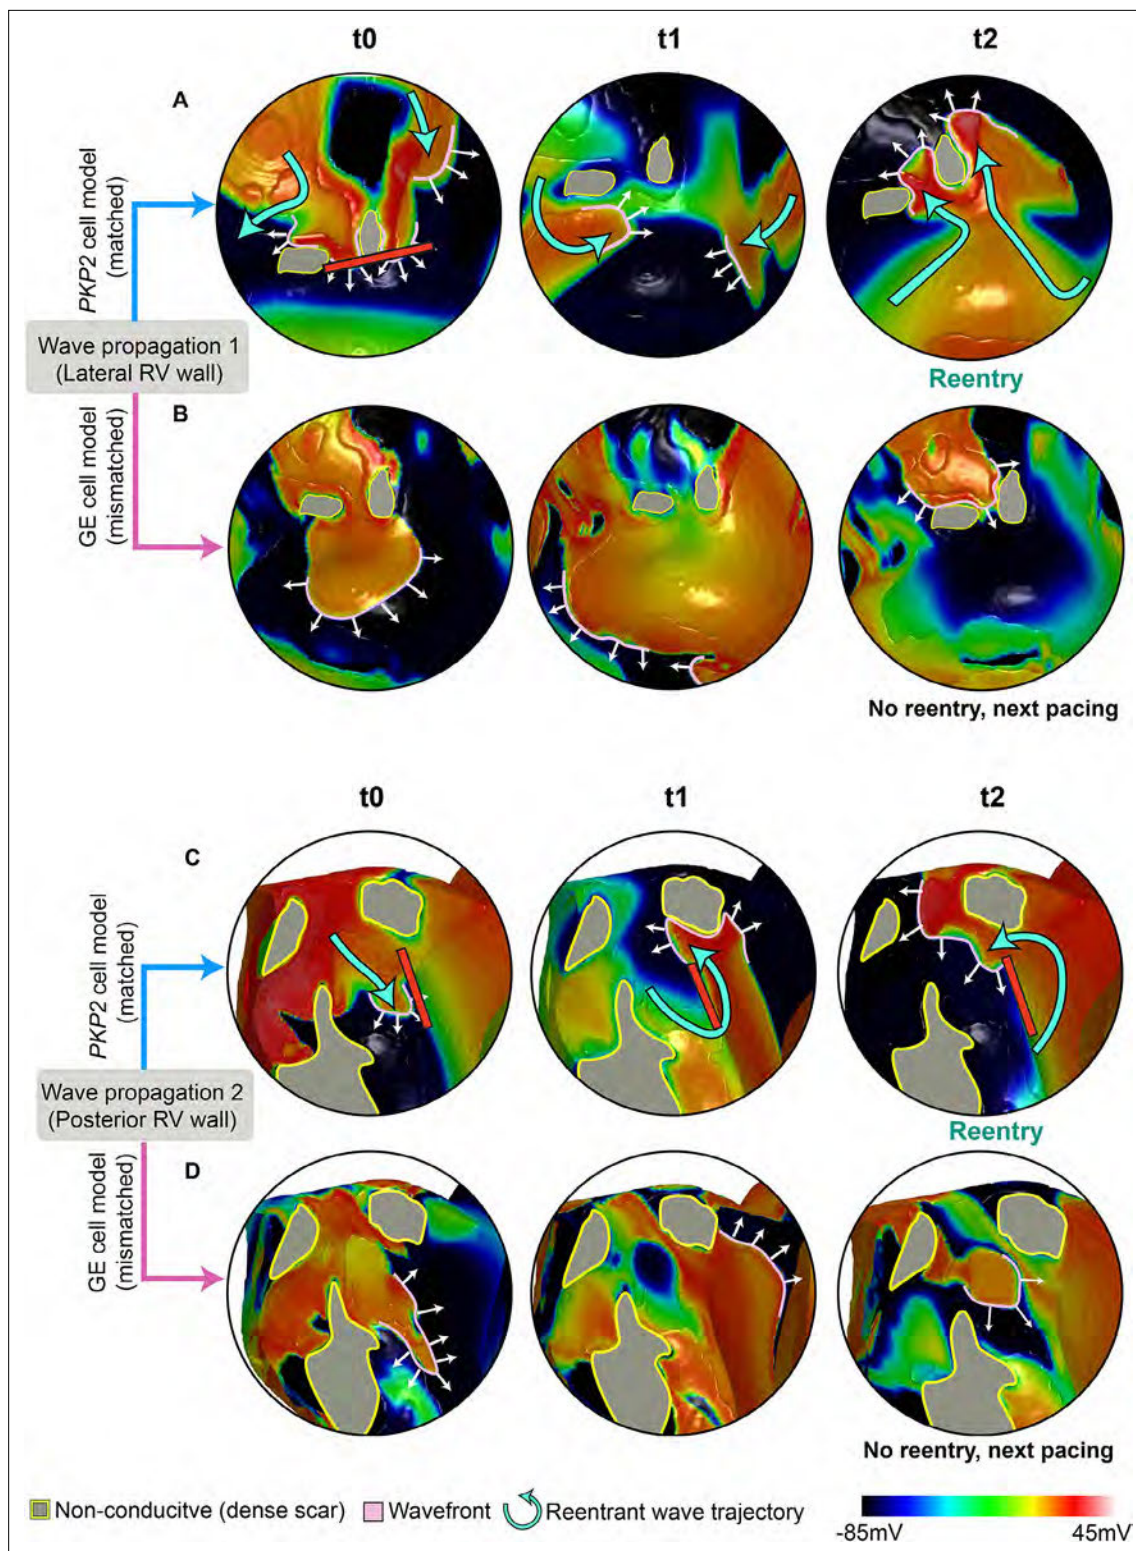 t0 t1 t2
A
PKP2 cell model
(matched)
Wave propagation 1
(Lateral RV wall)
Reentry
B
GE cell model
(mismatched)
No reentry, next pacing
t0 t1 t2
C
PKP2 cell model
(matched)
Wave propagation 2
(Posterior RV wall)
Reentry
D
GE cell model
(mismatched)
No reentry, next pacing
Non-conducitve (dense scar) Wavefront Reentrant wave trajectory
-85mV 45mV